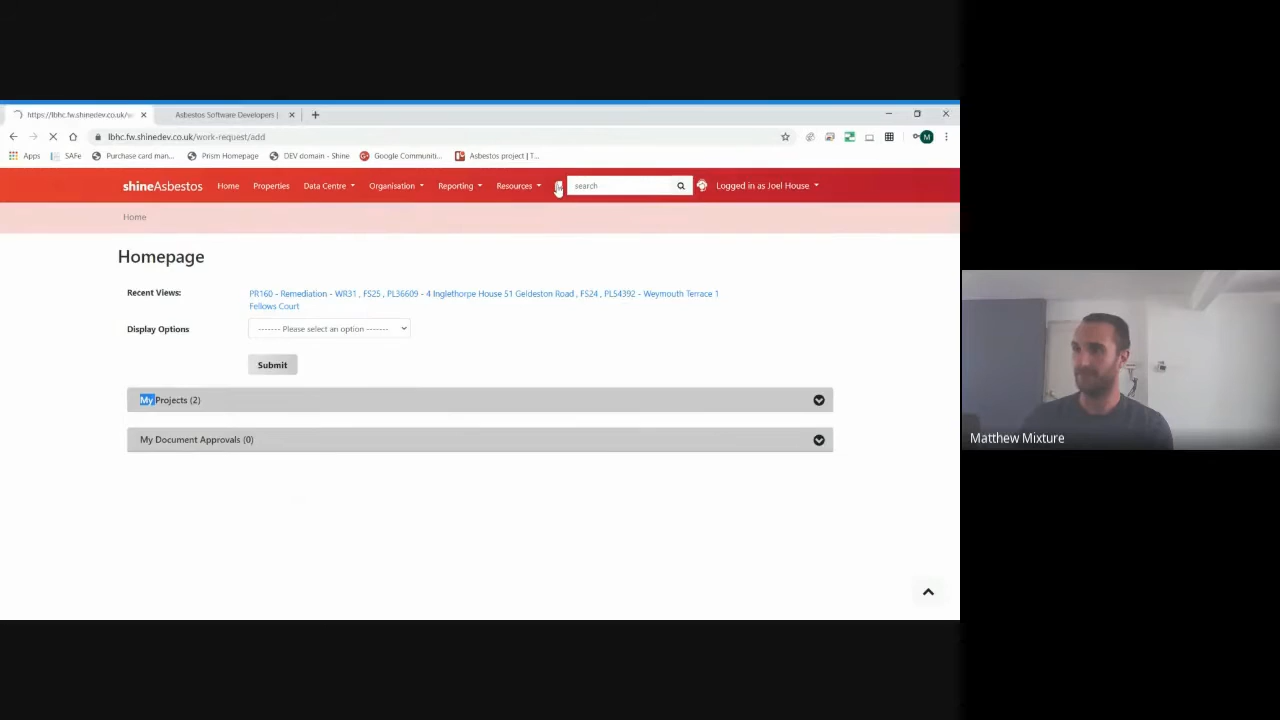 https://lbhc.fw.shinedev.co.uk/w
Asbestos Software Developers |
lbhc.fw.shinedev.co.uk/work-request/add
M
Apps SAFe Purchase card man... Prism Homepage DEV domain - Shine Google Communiti... Asbestos project | T...
shineAsbestos Home Properties Data Centre Organisation Reporting Resources search Logged in as Joel House
Home
Homepage
Recent Views: PR160 - Remediation - WR31 , FS25 , PL36609 - 4 Inglethorpe House 51 Geldeston Road , FS24 , PL54392 - Weymouth Terrace 1
Fellows Court
Display Options ------- Please select an option -------
Submit
My Projects (2)
My Document Approvals (0)
Matthew Mixture